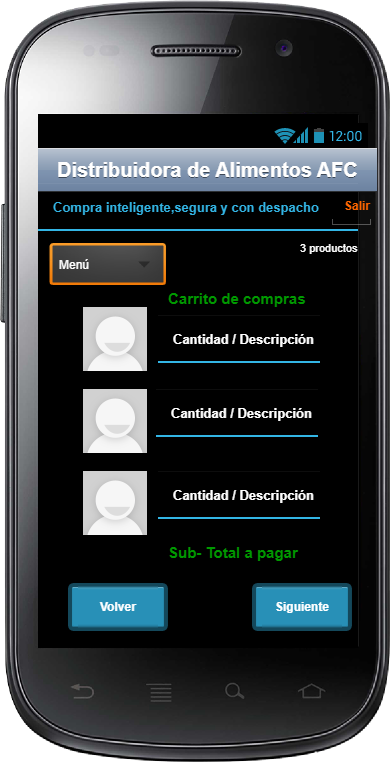 12:00
Distribuidora de Alimentos AFC
Compra inteligente,segura y con despacho
Salir
3 productos
Menú
Carrito de compras
Cantidad / Descripción
Cantidad / Descripción
Cantidad / Descripción
Sub- Total a pagar
Volver
Siguiente